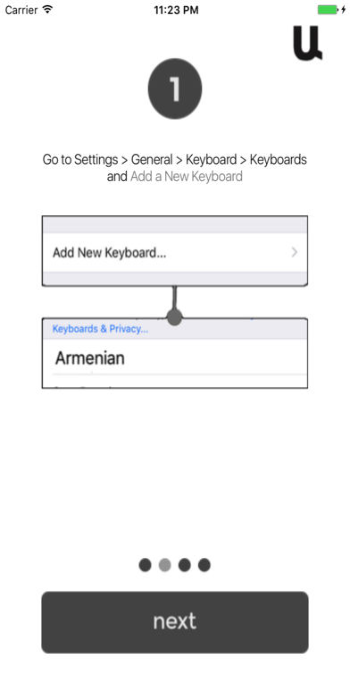 Carrier 11:23 PM
u
1
Go to Settings > General > Keyboard > Keyboards
and Add a New Keyboard
Add New Keyboard...
Keyboards & Privacy...
Armenian
next